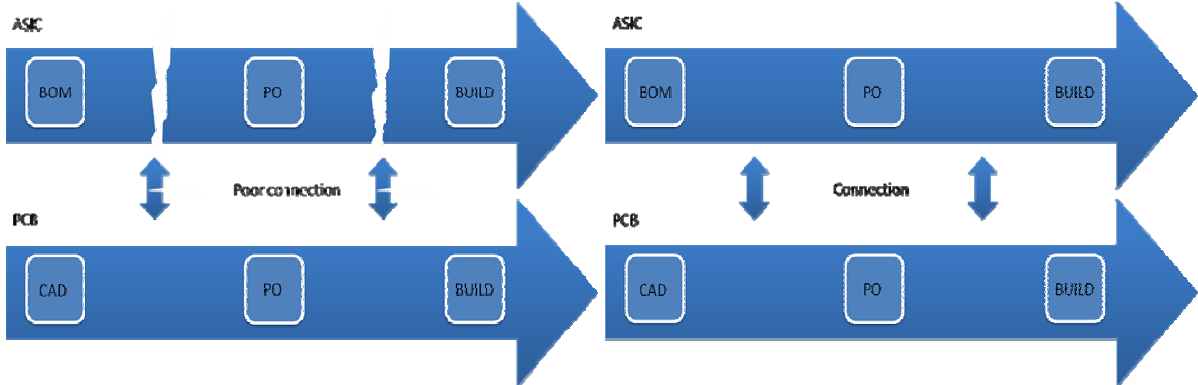 ASIC
BOM PO BUILD
Poor connection
PCB
CAD PO BUILD
ASIC
BOM PO BUILD
Connection
PCB
CAD PO BUILD